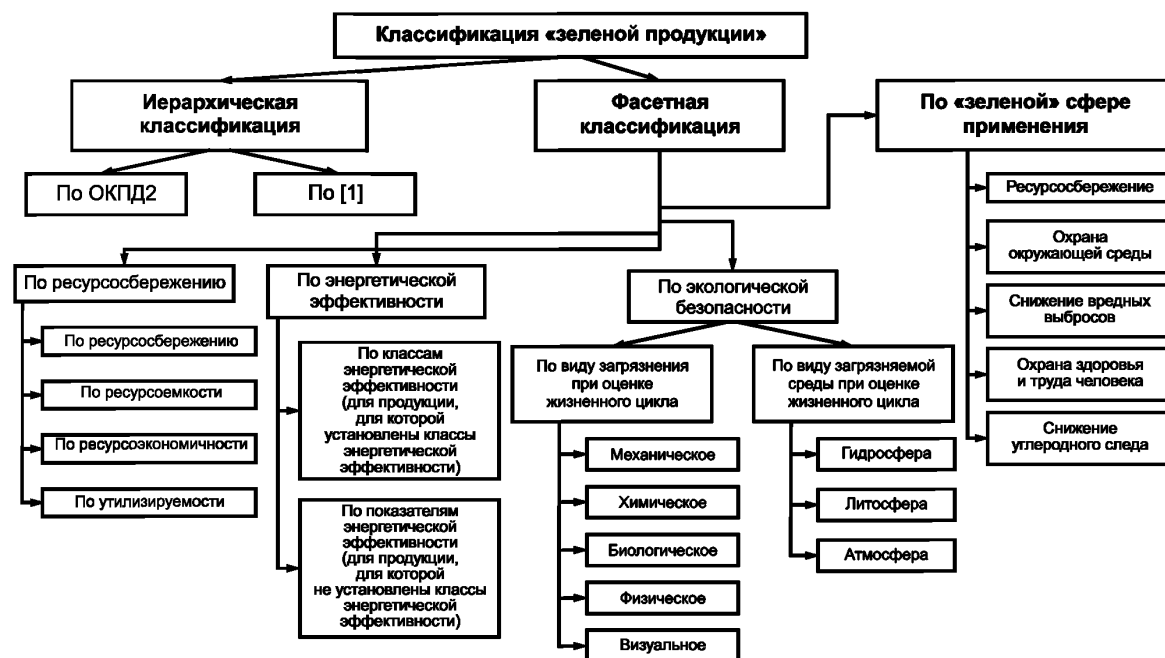 Классификация «зеленой продукции»
Иерархическая
классификация
Фасетная
классификация
По «зеленой» сфере
применения
По ОКПД2
По [1]
Ресурсосбережение
Охрана
окружающей среды
Снижение вредных
выбросов
Охрана здоровья
и труда человека
Снижение
углеродного следа
По ресурсосбережению
По ресурсосбережению
По ресурсоемкости
По ресурсоэкономичности
По утилизируемости
По энергетической
эффективности
По классам
энергетической
эффективности
(для продукции,
для которой
установлены классы
энергетической
эффективности)
По показателям
энергетической
эффективности
(для продукции,
для которой
не установлены классы
энергетической
эффективности)
По экологической
безопасности
По виду загрязнения
при оценке
жизненного цикла
Механическое
Химическое
Биологическое
Физическое
Визуальное
По виду загрязняемой
среды при оценке
жизненного цикла
Гидросфера
Литосфера
Атмосфера